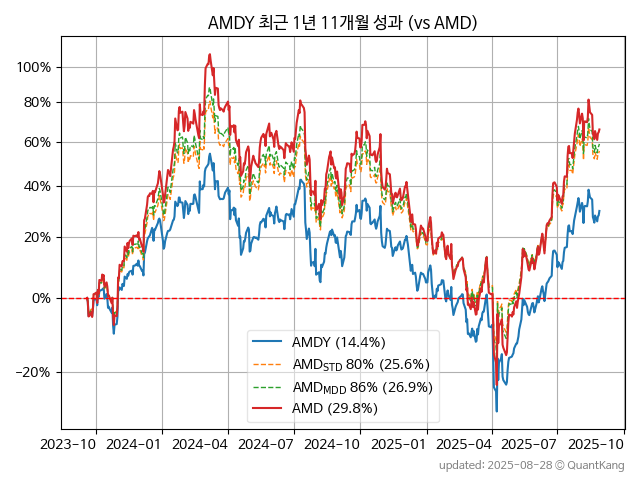 AMDY 최근 1년 11개월 성과 (vs AMD)
100%
80%
60%
40%
20%
0%
−20%
AMDY (14.4%)
AMD_STD 80% (25.6%)
AMD_MDD 86% (26.9%)
AMD (29.8%)
2023−10 2024−01 2024−04 2024−07 2024−10 2025−01 2025−04 2025−07 2025−10
updated: 2025−08−28 © QuantKang